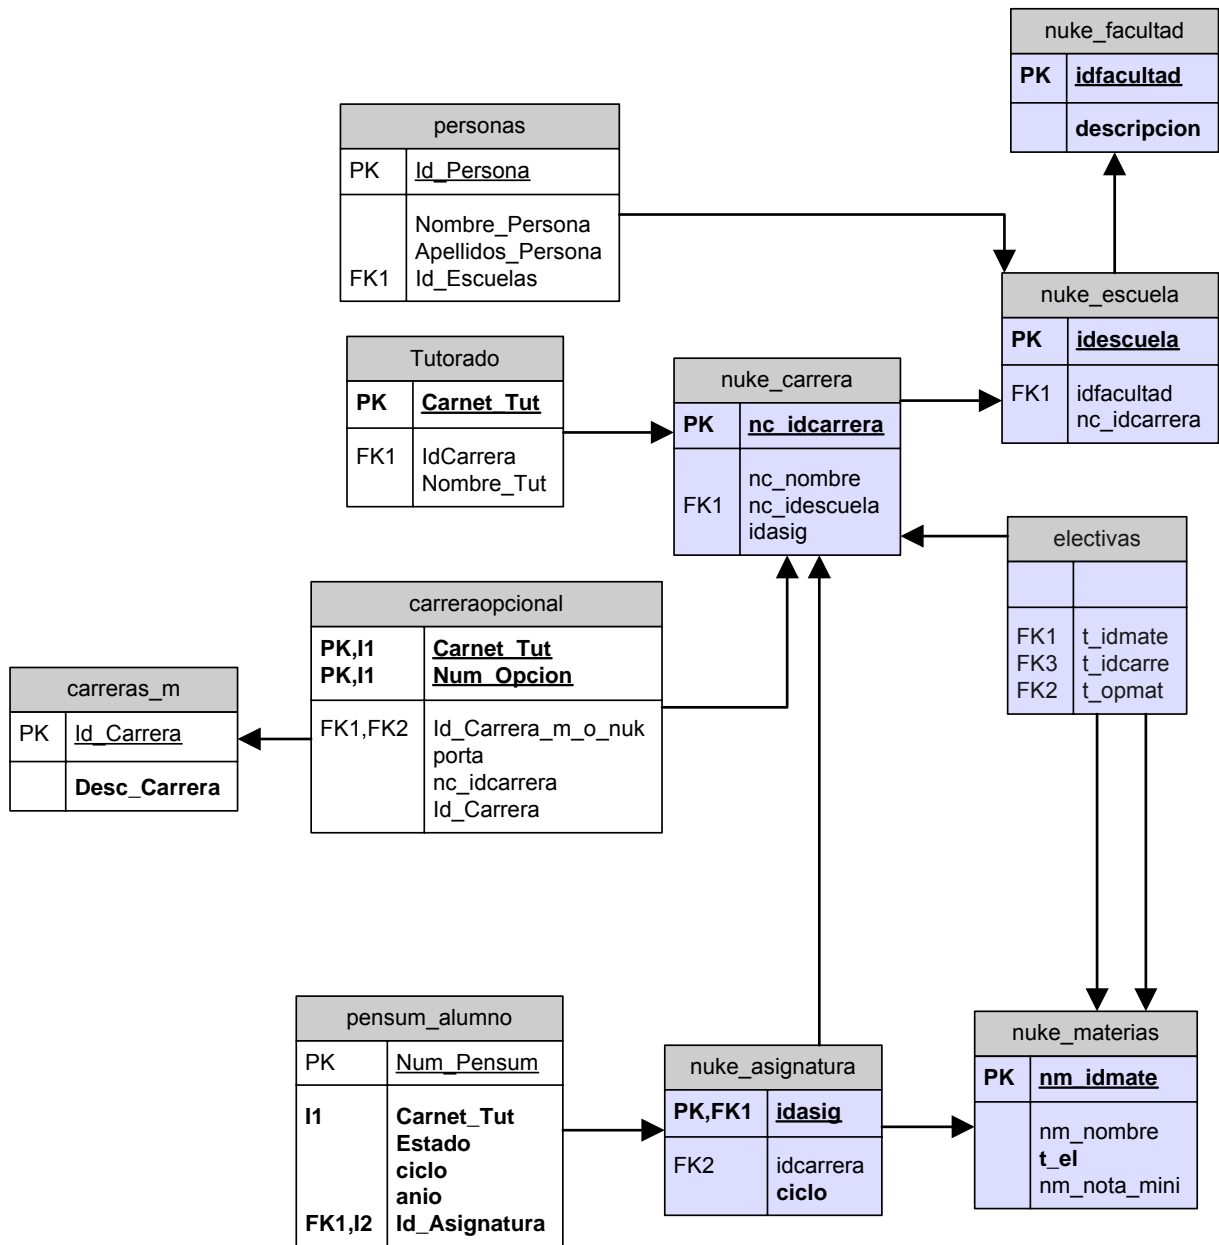 nuke_facultad
PK idfacultad
descripcion
personas
PK Id_Persona
Nombre_Persona
Apellidos_Persona
FK1 Id_Escuelas
nuke_escuela
PK idescuela
FK1 idfacultad
nc_idcarrera
Tutorado
PK Carnet_Tut
FK1 IdCarrera
Nombre_Tut
nuke_carrera
PK nc_idcarrera
nc_nombre
FK1 nc_idescuela
idasig
electivas
FK1 t_idmate
FK3 t_idcarre
FK2 t_opmat
carreraopcional
PK,I1 Carnet_Tut
PK,I1 Num_Opcion
FK1,FK2 Id_Carrera_m_o_nuk
porta
nc_idcarrera
Id_Carrera
carreras_m
PK Id_Carrera
Desc_Carrera
pensum_alumno
PK Num_Pensum
I1 Carnet_Tut
Estado
ciclo
anio
FK1,I2 Id_Asignatura
nuke_asignatura
PK,FK1 idasig
FK2 idcarrera
ciclo
nuke_materias
PK nm_idmate
nm_nombre
t_el
nm_nota_mini